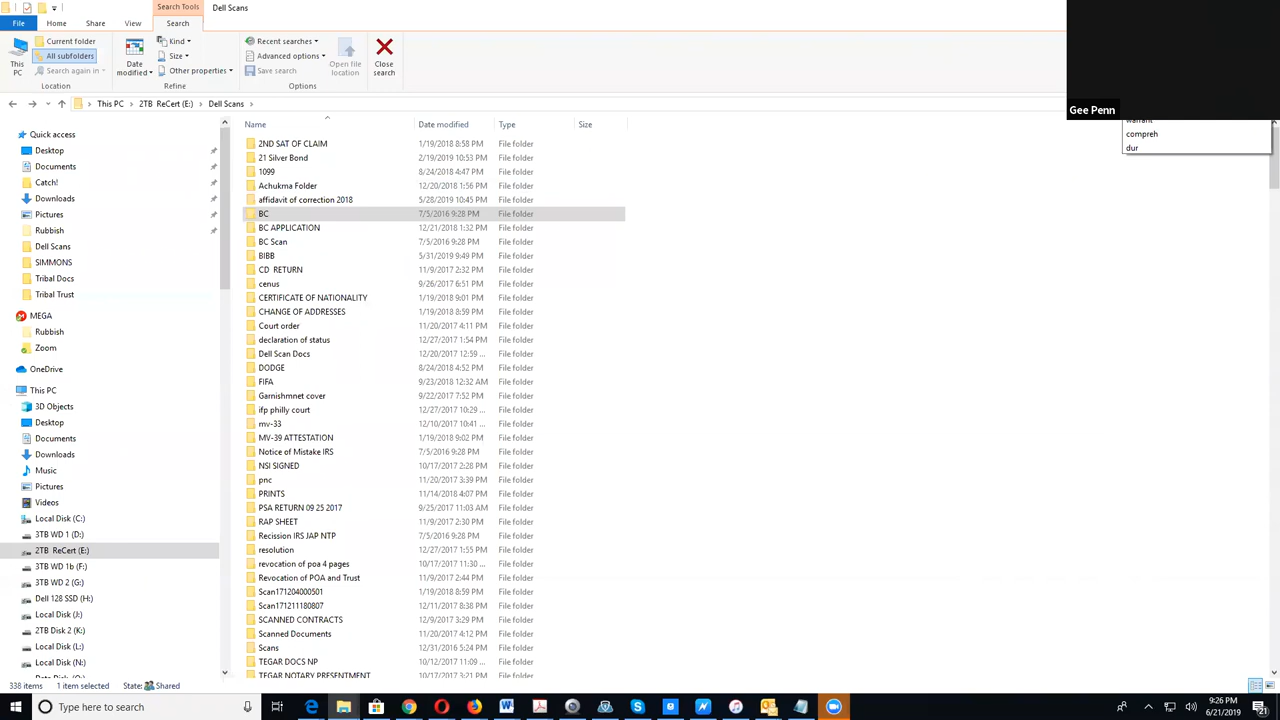 Search Tools
Dell Scans
File
Home
Share
View
Search
This PC
Current folder
All subfolders
Search again in
Location
Date modified
Kind
Size
Other properties
Refine
Recent searches
Advanced options
Save search
Open file location
Options
Close search
This PC
2TB ReCert (E:)
Dell Scans
Gee Penn
compreh
dur
Name
Date modified
Type
Size
Quick access
Desktop
Documents
Catch!
Downloads
Pictures
Rubbish
Dell Scans
SIMMONS
Tribal Docs
Tribal Trust
MEGA
Rubbish
Zoom
OneDrive
This PC
3D Objects
Desktop
Documents
Downloads
Music
Pictures
Videos
Local Disk (C:)
3TB WD 1 (D:)
2TB ReCert (E:)
3TB WD 1b (F:)
3TB WD 2 (G:)
Dell 128 SSD (H:)
Local Disk (J:)
2TB Disk 2 (K:)
Local Disk (L:)
Local Disk (N:)
2ND SAT OF CLAIM 1/19/2018 8:58 PM File folder
21 Silver Bond 2/19/2019 10:53 PM File folder
1099 8/24/2018 4:47 PM File folder
Achukma Folder 12/20/2018 1:56 PM File folder
affidavit of correction 2018 5/28/2019 10:45 PM File folder
BC 7/5/2016 9:28 PM File folder
BC APPLICATION 12/21/2018 1:32 PM File folder
BC Scan 7/5/2016 9:28 PM File folder
BIBB 5/31/2019 9:49 PM File folder
CD RETURN 11/9/2017 2:32 PM File folder
cenus 9/26/2017 6:51 PM File folder
CERTIFICATE OF NATIONALITY 1/19/2018 9:01 PM File folder
CHANGE OF ADDRESSES 1/19/2018 8:59 PM File folder
Court order 11/20/2017 4:11 PM File folder
declaration of status 12/27/2017 1:54 PM File folder
Dell Scan Docs 12/20/2017 12:59 ... File folder
DODGE 8/24/2018 4:52 PM File folder
FIFA 9/23/2018 12:32 AM File folder
Garnishmnet cover 9/22/2017 7:52 PM File folder
ifp philly court 12/27/2017 10:29 ... File folder
mv-33 12/10/2017 10:41 ... File folder
MV-39 ATTESTATION 1/19/2018 9:02 PM File folder
Notice of Mistake IRS 7/5/2016 9:28 PM File folder
NSI SIGNED 10/17/2017 2:28 PM File folder
pnc 11/20/2017 3:39 PM File folder
PRINTS 11/14/2018 4:07 PM File folder
PSA RETURN 09 25 2017 9/25/2017 11:03 AM File folder
RAP SHEET 11/9/2017 2:30 PM File folder
Recission IRS JAP NTP 7/5/2016 9:28 PM File folder
resolution 12/27/2017 1:55 PM File folder
revocation of poa 4 pages 10/17/2017 11:30 ... File folder
Revocation of POA and Trust 11/9/2017 2:44 PM File folder
Scan171204000501 1/19/2018 8:59 PM File folder
Scan171211180807 12/11/2017 8:38 PM File folder
SCANNED CONTRACTS 12/9/2017 3:29 PM File folder
Scanned Documents 11/20/2017 4:12 PM File folder
Scans 12/31/2016 5:24 PM File folder
TEGAR DOCS NP 10/12/2017 11:09 ... File folder
TEGAR NOTARY PRESENTMENT 10/17/2017 3:21 PM File folder
338 items
1 item selected
State: Shared
Type here to search
9:26 PM
6/21/2019
21